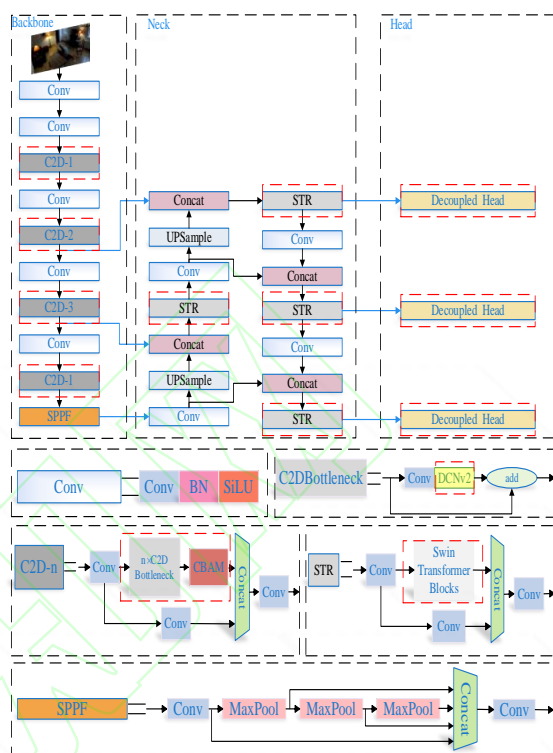 Backbone
Neck
Head
Conv
Conv
C2D-1
Conv
C2D-2
Conv
C2D-3
Conv
C2D-1
SPPF
Concat
UPSample
Conv
STR
Concat
UPSample
Conv
STR
Conv
Concat
STR
Conv
Concat
STR
Decoupled Head
Decoupled Head
Decoupled Head
Conv
Conv
BN
SiLU
C2DBottleneck
Conv
DCNv2
add
C2D-n
Conv
n×C2D
Bottleneck
CBAM
Concat
Conv
Conv
STR
Conv
Swin
Transformer
Blocks
Concat
Conv
Conv
SPPF
Conv
MaxPool
MaxPool
MaxPool
Concat
Conv